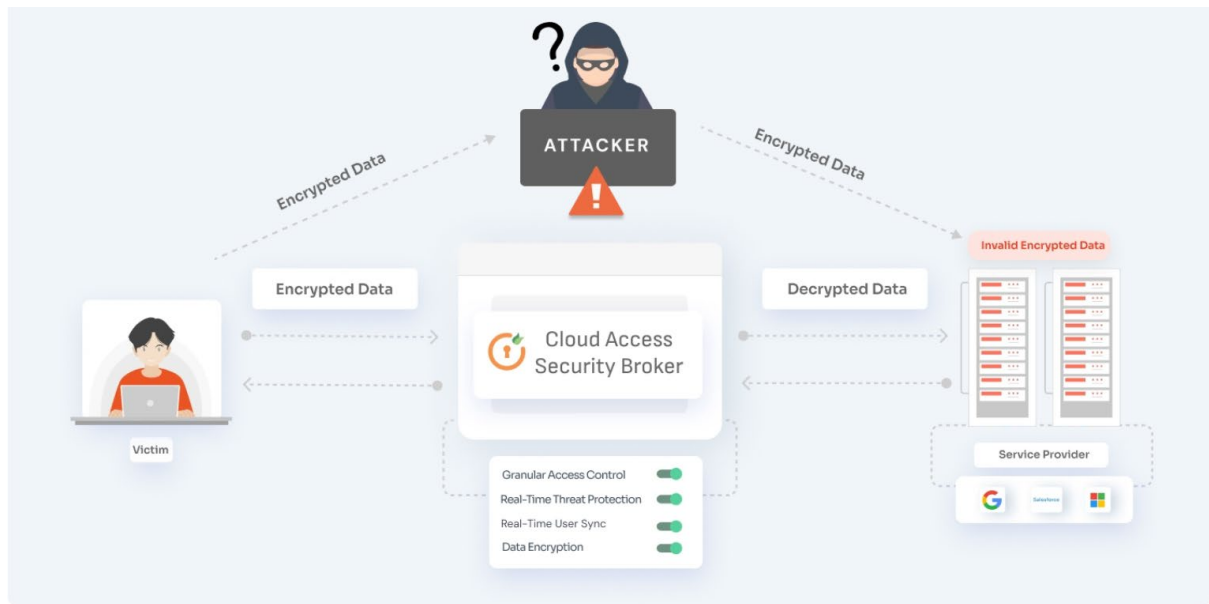 ?
ATTACKER
!
Encrypted Data
Encrypted Data
Invalid Encrypted Data
Encrypted Data
Decrypted Data
Cloud Access
Security Broker
Victim
Service Provider
Granular Access Control
Real-Time Threat Protection
Real-Time User Sync
Data Encryption
G
Salesforce